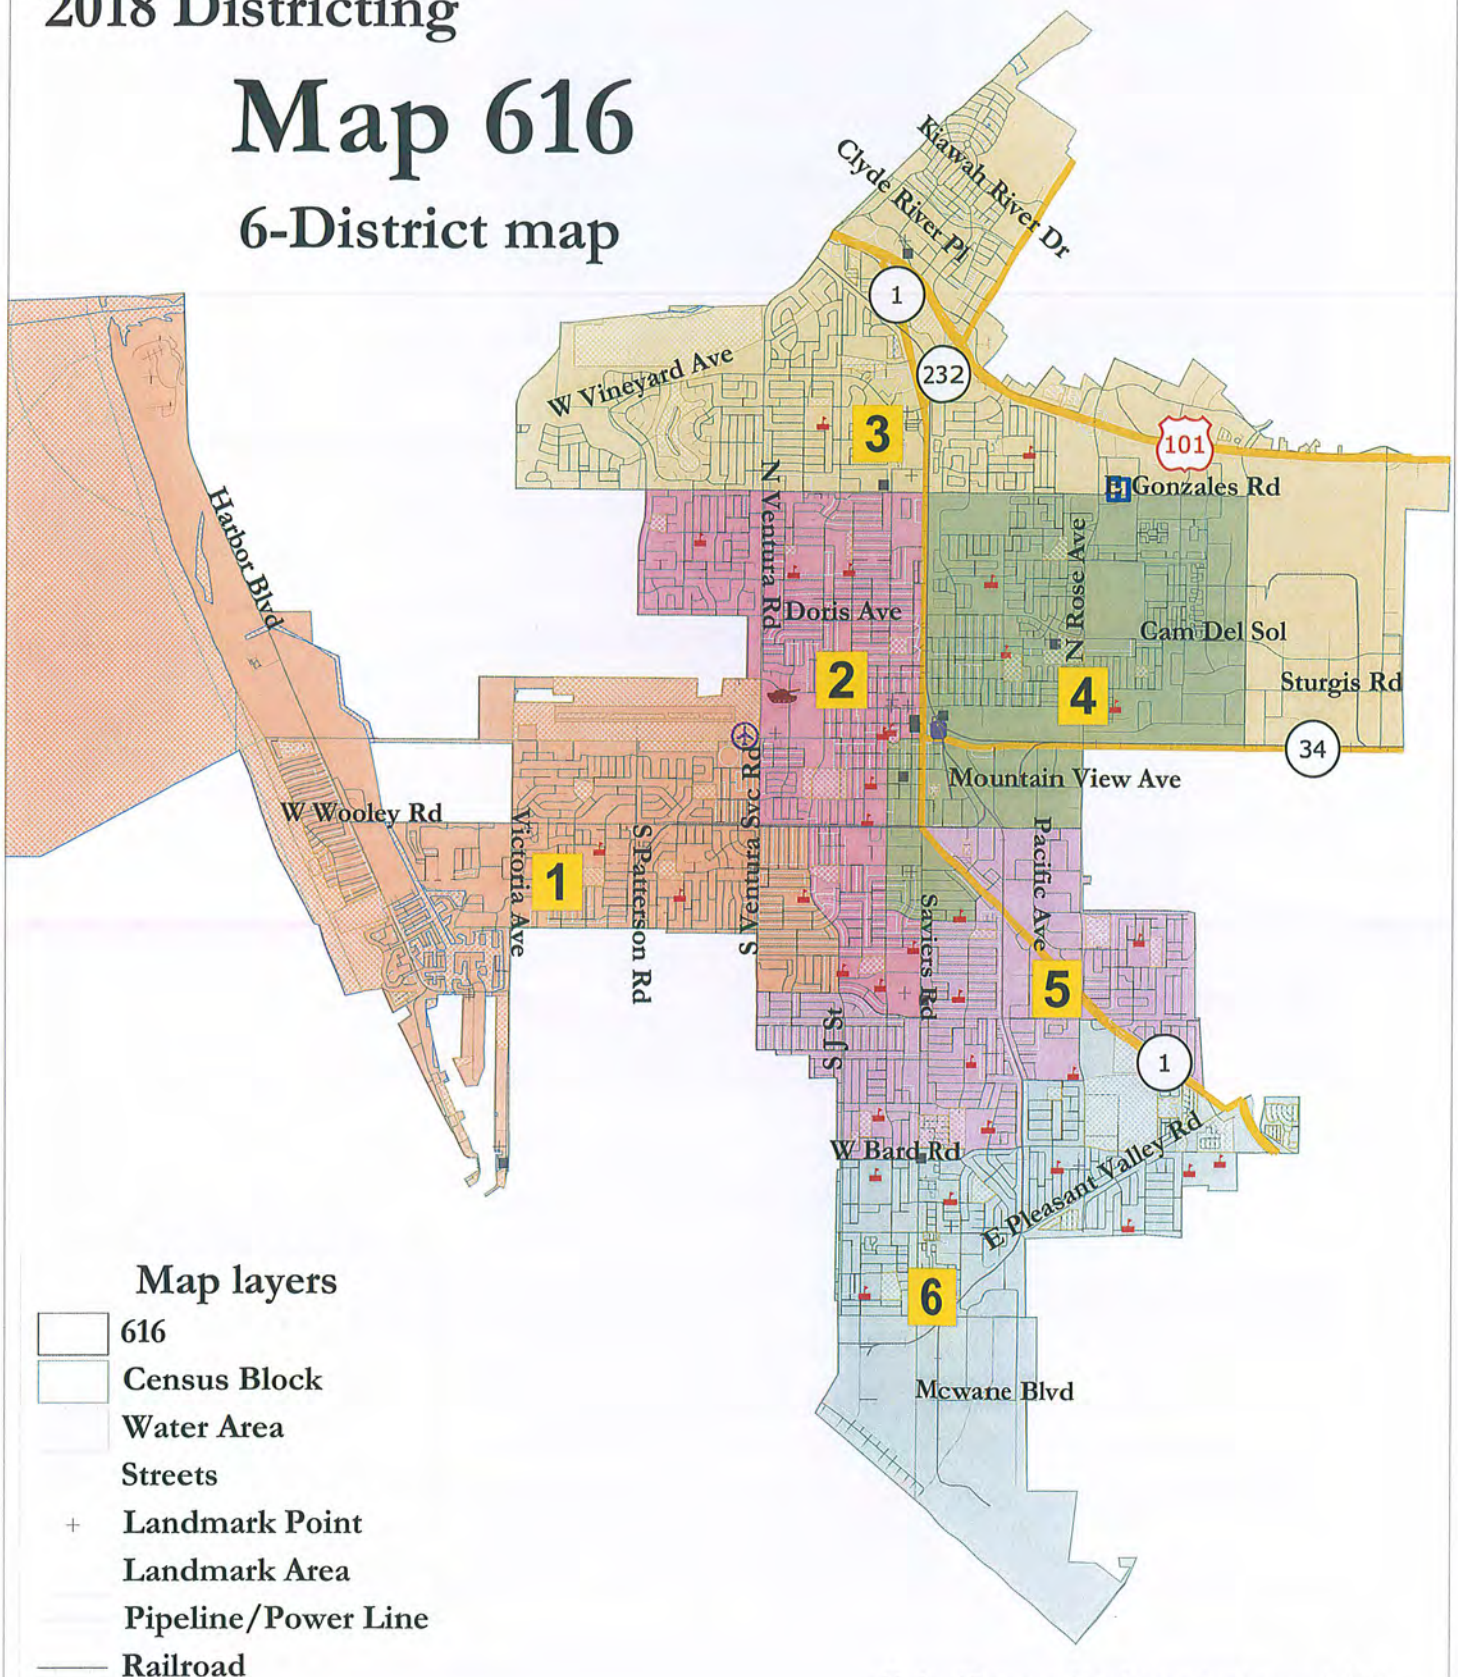 2018 Districting
Map 616
6-District map
Kiawah River Dr
Clyde River Pl
1
232
W Vineyard Ave
3
101
E Gonzales Rd
H
N Ventura Rd
N Rose Ave
Harbor Blvd
Doris Ave
Cam Del Sol
2
4
Sturgis Rd
34
Mountain View Ave
S Ventura Svc Rd
W Wooley Rd
Victoria Ave
S Patterson Rd
Pacific Ave
1
Saviers Rd
5
S J St
1
W Bard Rd
E Pleasant Valley Rd
6
Mcwane Blvd
Map layers
616
Census Block
Water Area
Streets
Landmark Point
Landmark Area
Pipeline/Power Line
Railroad